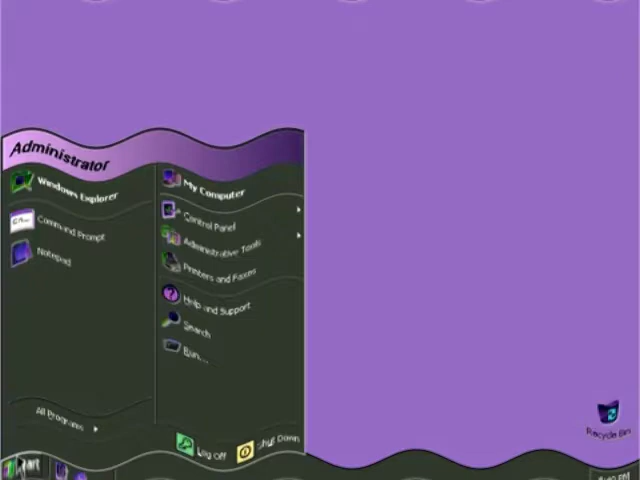 Administrator
Windows Explorer
Command Prompt
Notepad
My Computer
Control Panel
Administrative Tools
Printers and Faxes
Help and Support
Search
Run...
All Programs
Log Off
Shut Down
Recycle Bin
Start